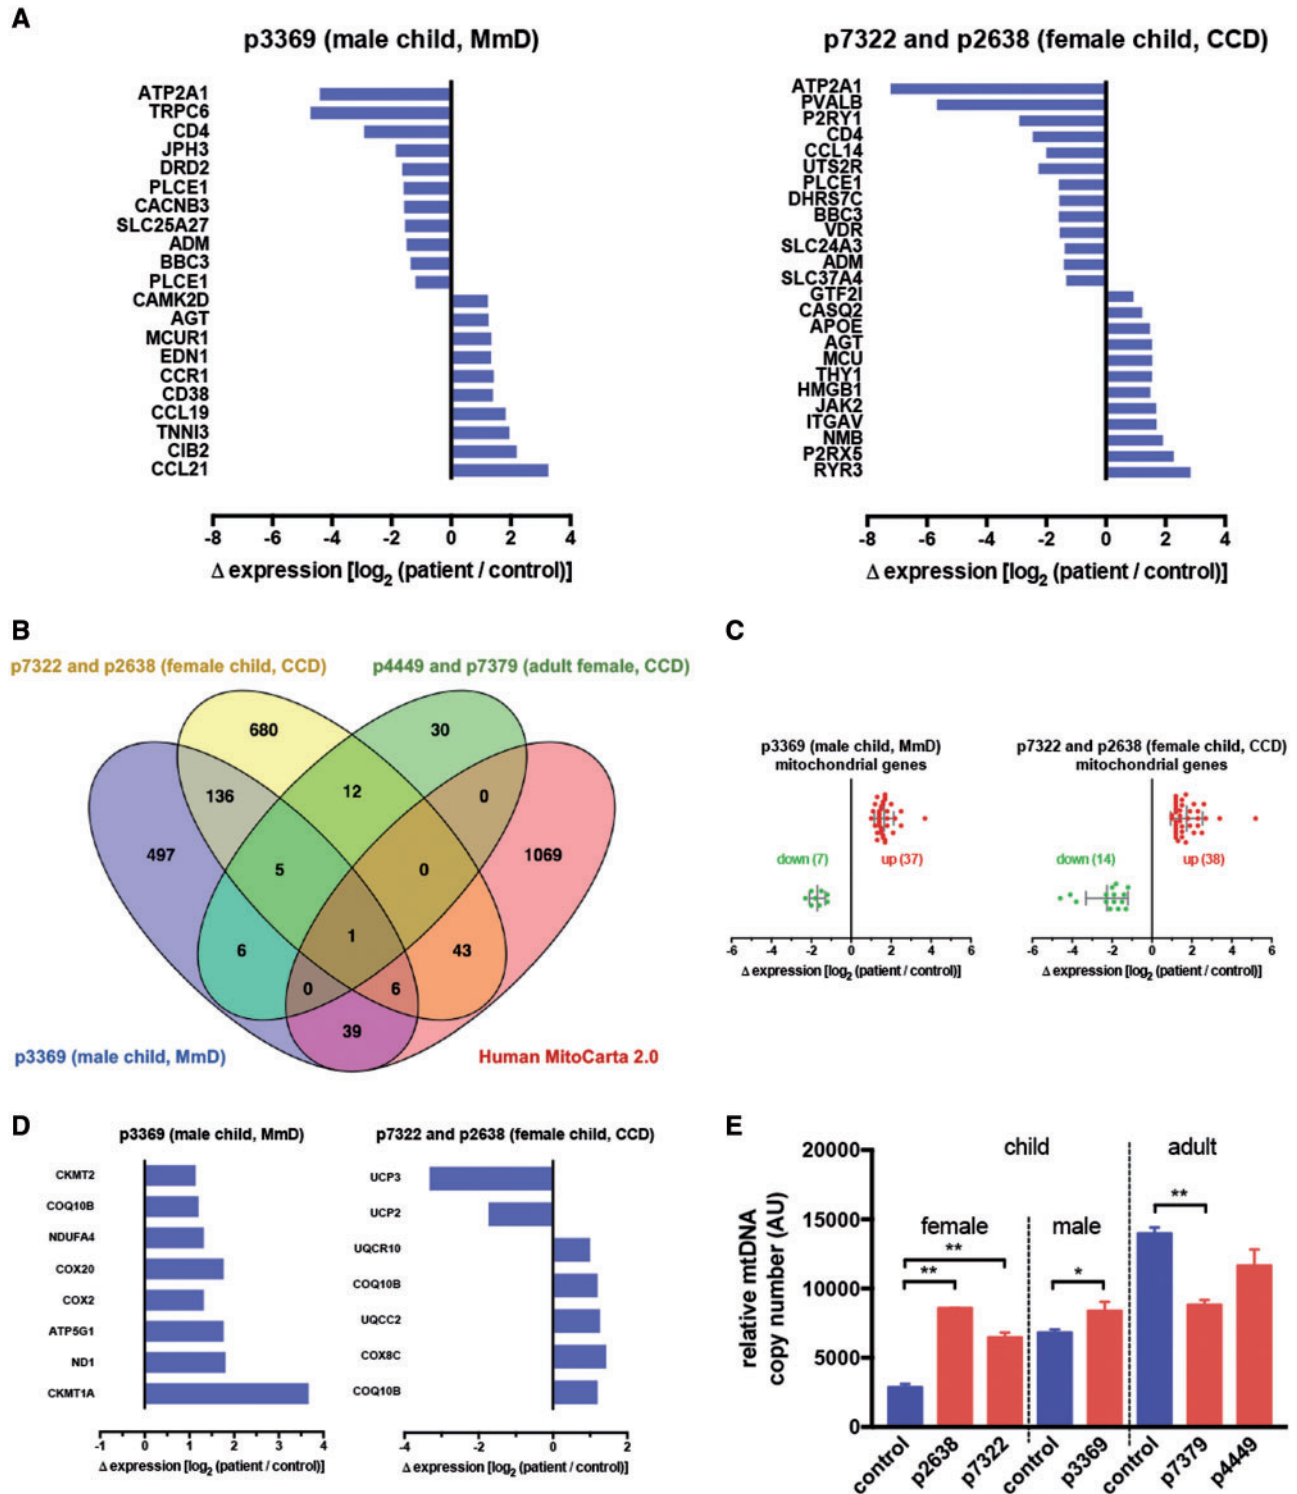 A
p3369 (male child, MmD)
ATP2A1
TRPC6
CD4
JPH3
DRD2
PLCE1
CACNB3
SLC25A27
ADM
BBC3
PLCE1
CAMK2D
AGT
MCUR1
EDN1
CCR1
CD38
CCL19
TNNI3
CIB2
CCL21
-8 -6 -4 -2 0 2 4
Δ expression [log2 (patient / control)]
p7322 and p2638 (female child, CCD)
ATP2A1
PVALB
P2RY1
CD4
CCL14
UTS2R
PLCE1
DHRS7C
BBC3
VDR
SLC24A3
ADM
SLC37A4
GTF2I
CASQ2
APOE
AGT
MCU
THY1
HMGB1
JAK2
ITGAV
NMB
P2RX5
RYR3
-8 -6 -4 -2 0 2 4
Δ expression [log2 (patient / control)]
B
p7322 and p2638 (female child, CCD)
p4449 and p7379 (adult female, CCD)
680 30
136 12 0
497 5 0 1069
6 1 43
0 6
39
p3369 (male child, MmD)
Human MitoCarta 2.0
C
p3369 (male child, MmD)
mitochondrial genes
down (7)
up (37)
-6 -4 -2 0 2 4 6
Δ expression [log2 (patient / control)]
p7322 and p2638 (female child, CCD)
mitochondrial genes
down (14)
up (38)
-6 -4 -2 0 2 4 6
Δ expression [log2 (patient / control)]
D
p3369 (male child, MmD)
CKMT2
COQ10B
NDUFA4
COX20
COX2
ATP5G1
ND1
CKMT1A
-1 0 1 2 3 4
Δ expression [log2 (patient / control)]
p7322 and p2638 (female child, CCD)
UCP3
UCP2
UQCR10
COQ10B
UQCC2
COX8C
COQ10B
-4 -2 0 2
Δ expression [log2 (patient / control)]
E
relative mtDNA
copy number (AU)
20000
15000
10000
5000
0
child
adult
female
male
**
**
*
**
control
p2638
p7322
control
p3369
control
p7379
p4449